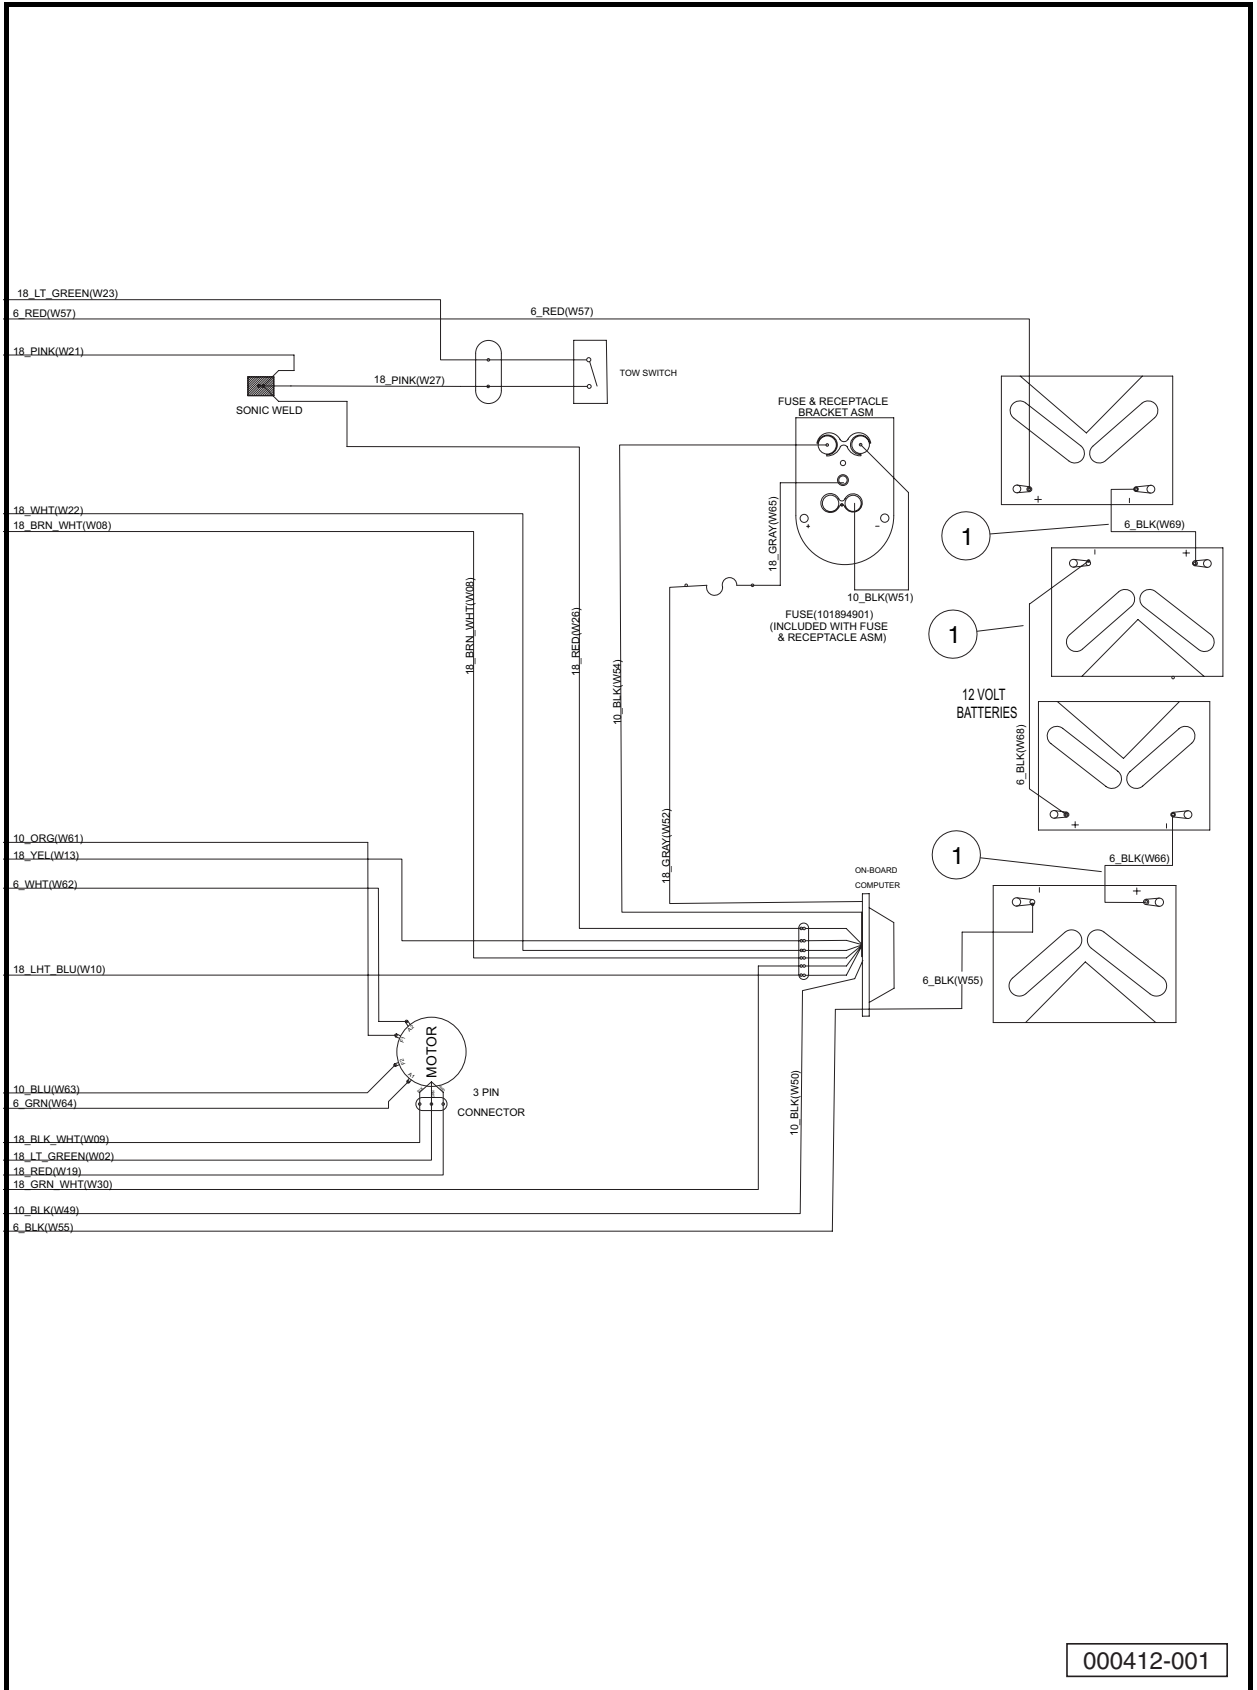 18_LT_GREEN(W23)
6_RED(W57)
6_RED(W57)
18_PINK(W21)
18_PINK(W27)
TOW SWITCH
SONIC WELD
FUSE & RECEPTACLE
BRACKET ASM
+
-
+
-
1
6_BLK(W69)
18_WHT(W22)
18_BRN_WHT(W08)
18_GRAY(W65)
-
+
10_BLK(W51)
FUSE(101894901)
(INCLUDED WITH FUSE
& RECEPTACLE ASM)
1
18_BRN_WHT(W08)
18_RED(W26)
10_BLK(W54)
12 VOLT
BATTERIES
6_BLK(W68)
+
-
10_ORG(W61)
18_YEL(W13)
6_WHT(W62)
18_GRAY(W52)
ON-BOARD
COMPUTER
1
6_BLK(W66)
-
+
18_LHT_BLU(W10)
6_BLK(W55)
A2
F1
F2
A1
MOTOR
3 PIN
CONNECTOR
10_BLU(W63)
6_GRN(W64)
10_BLK(W50)
18_BLK_WHT(W09)
18_LT_GREEN(W02)
18_RED(W19)
18_GRN_WHT(W30)
10_BLK(W49)
6_BLK(W55)
000412-001